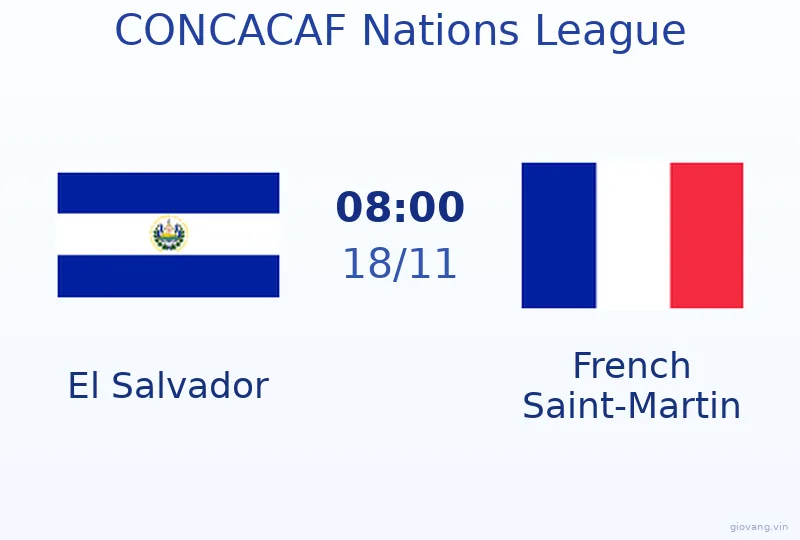 CONCACAF Nations League
08:00
18/11
El Salvador
French
Saint-Martin
giovang.vin